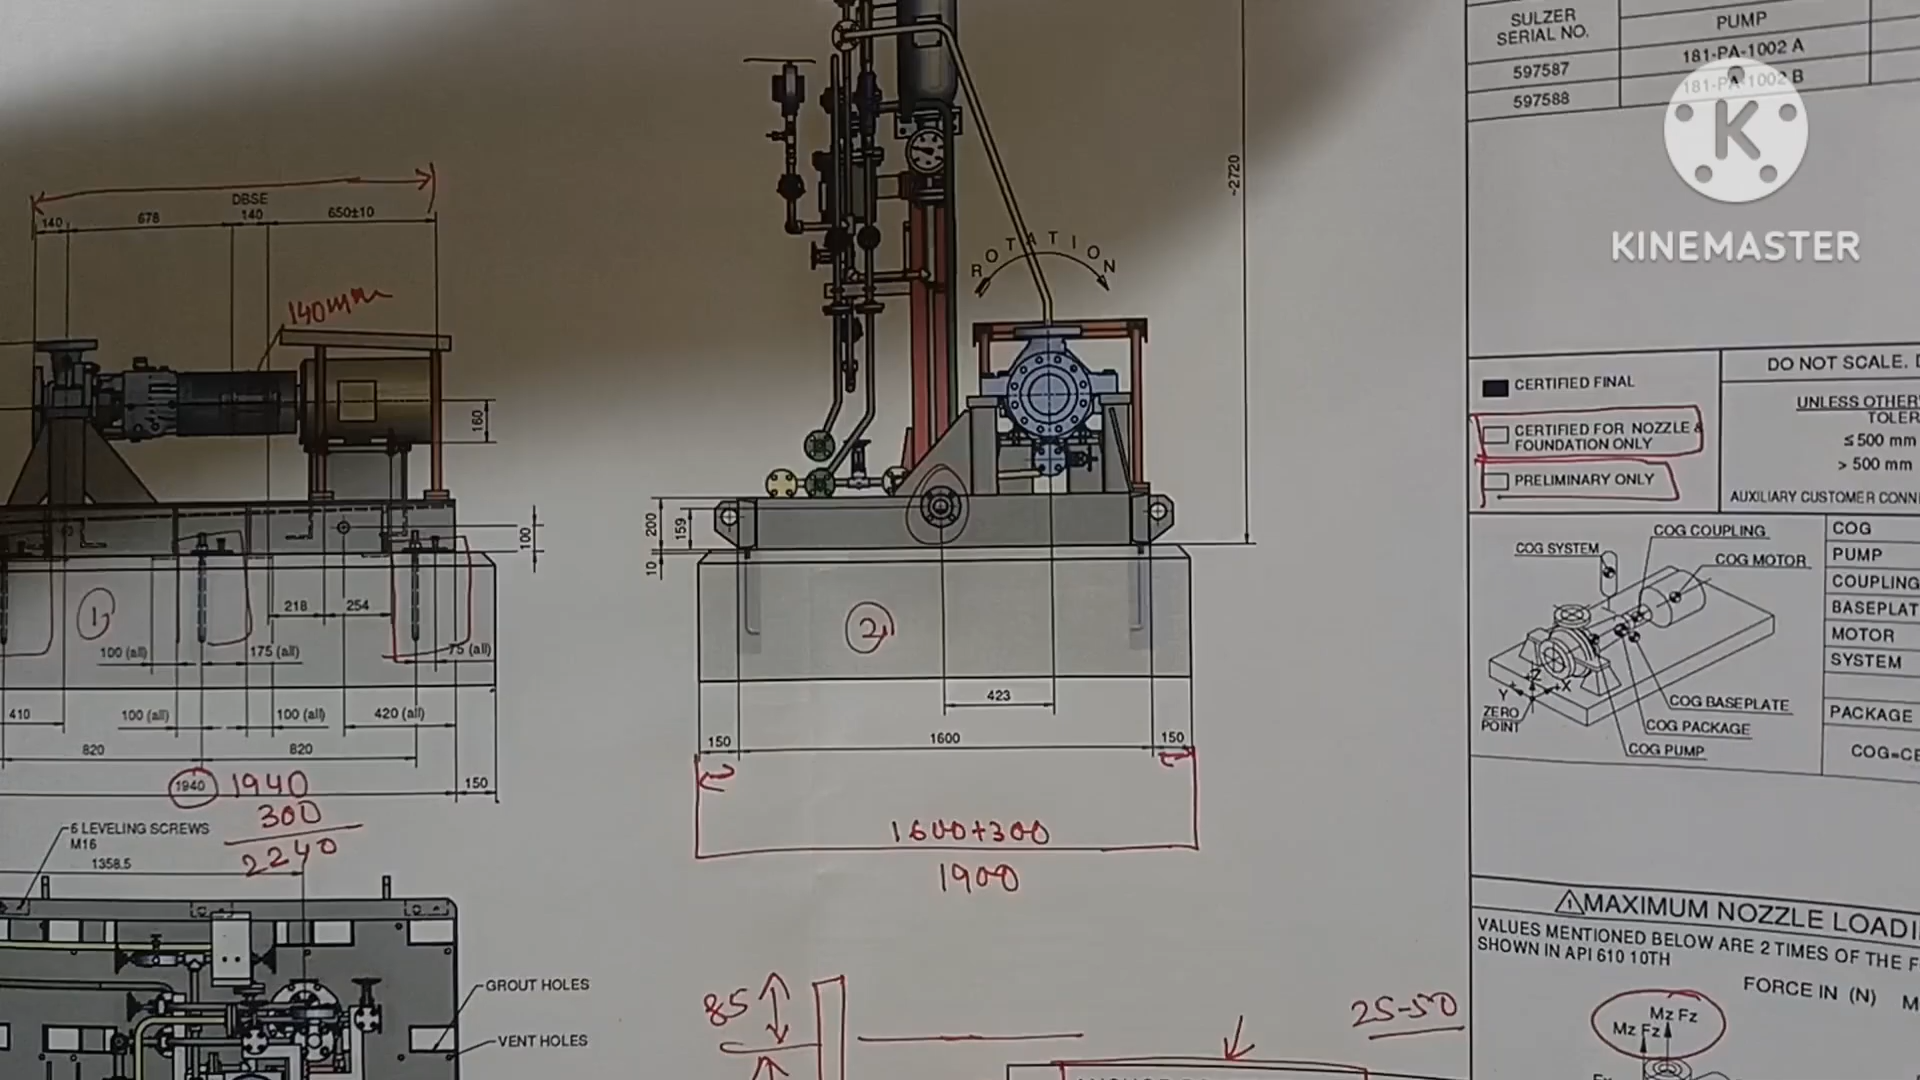 SULZER
SERIAL NO.
PUMP
597587
181-PA-1002 A
597588
181-PA-1002 B
KINEMASTER
DBSE
140
678
140
650±10
140mm
160
100
218
254
100 (all)
175 (all)
75 (all)
410
100 (all)
100 (all)
420 (all)
820
820
1940
1940
150
300
2240
1
6 LEVELING SCREWS
M16
1358.5
GROUT HOLES
VENT HOLES
~2720
ROTATION
200
159
10
2
423
150
1600
150
1600+300
1900
85
25-50
CERTIFIED FINAL
CERTIFIED FOR NOZZLE &
FOUNDATION ONLY
PRELIMINARY ONLY
DO NOT SCALE.
≤500 mm
> 500 mm
COG COUPLING
COG SYSTEM
COG MOTOR
Z
Y
X
ZERO
POINT
COG BASEPLATE
COG PACKAGE
COG PUMP
COG
PUMP
COUPLING
MOTOR
SYSTEM
PACKAGE
MAXIMUM NOZZLE
VALUES MENTIONED BELOW ARE 2 TIMES OF THE
SHOWN IN API 610 10TH
FORCE IN (N)
Mz Fz
Mz Fz